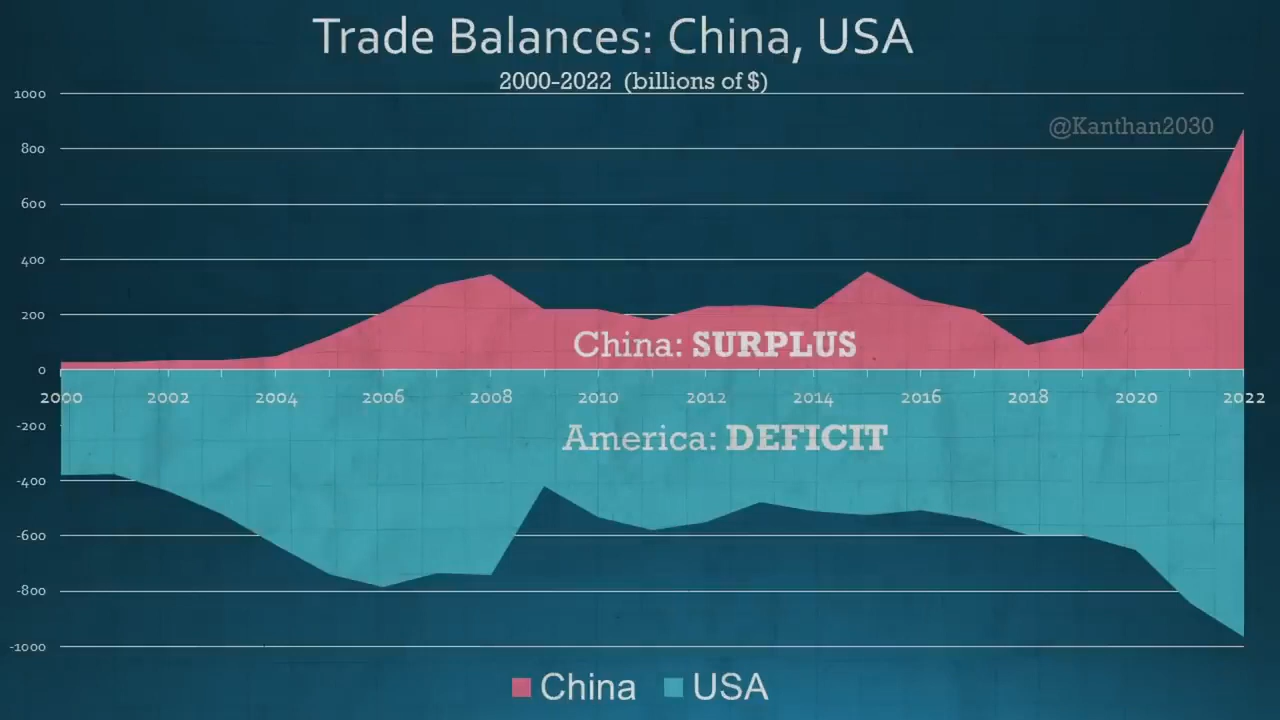 Trade Balances: China, USA
2000-2022 (billions of $)
1000
@Kanthan2030
800
600
400
200
China: SURPLUS
0
2000 2002 2004 2006 2008 2010 2012 2014 2016 2018 2020 2022
-200
America: DEFICIT
-400
-600
-800
-1000
China USA